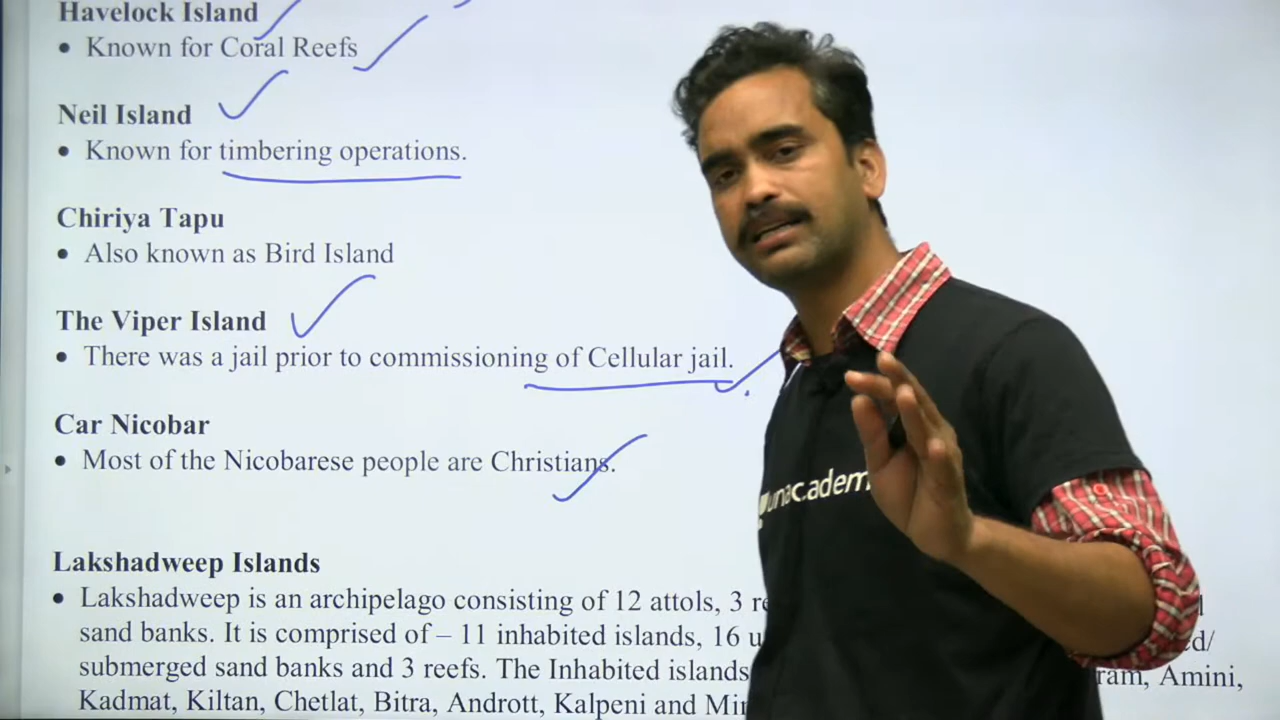 Havelock Island
• Known for Coral Reefs
Neil Island
• Known for timbering operations.
Chiriya Tapu
• Also known as Bird Island
The Viper Island
• There was a jail prior to commissioning of Cellular jail.
Car Nicobar
• Most of the Nicobarese people are Christians.
Lakshadweep Islands
• Lakshadweep is an archipelago consisting of 12 attols, 3
sand banks. It is comprised of – 11 inhabited islands, 16
submerged sand banks and 3 reefs. The Inhabited islands Amini,
Kadmat, Kiltan, Chetlat, Bitra, Andrott, Kalpeni and
unacadem